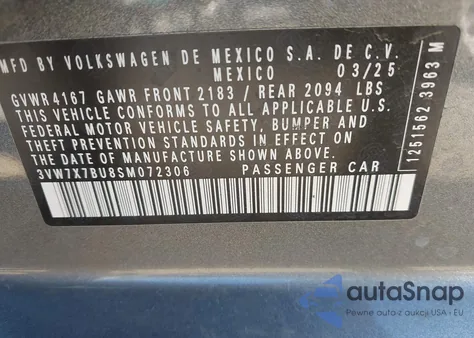 MFD BY VOLKSWAGEN DE MEXICO S.A. DE C.V.
MEXICO 03/25
GVWR 4167 GAWR FRONT 2183 / REAR 2094 LBS
THIS VEHICLE CONFORMS TO ALL APPLICABLE U.S.
FEDERAL MOTOR VEHICLE SAFETY, BUMPER AND
THEFT PREVENTION STANDARDS IN EFFECT ON
THE DATE OF MANUFACTURE SHOWN ABOVE
3VW7X7BU8SM072306 PASSENGER CAR
1251562 3963 M
autoSnap
Pewne auto-z aukcji USA i EU